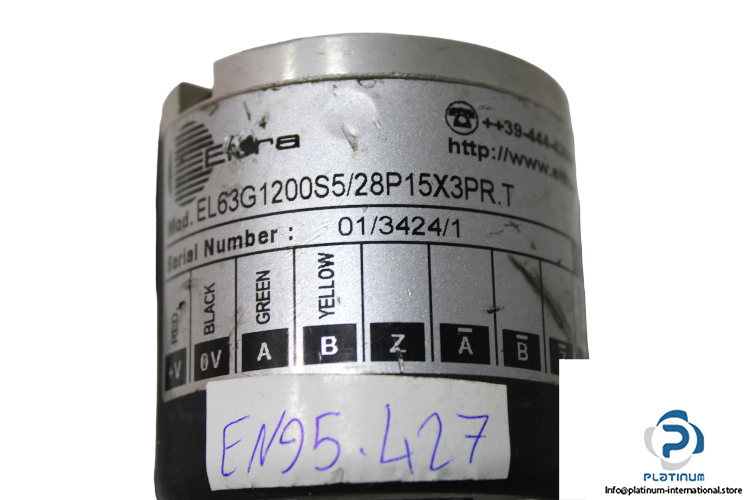 Eltra
++39-444-
http://www.elt
Mod. EL63G1200S5/28P15X3PR.T
Serial Number : 01/3424/1
RED BLACK GREEN YELLOW
+V 0V A B Z A̅ B̅
EN95.427
PLATINUM
Info@platinum-international.store